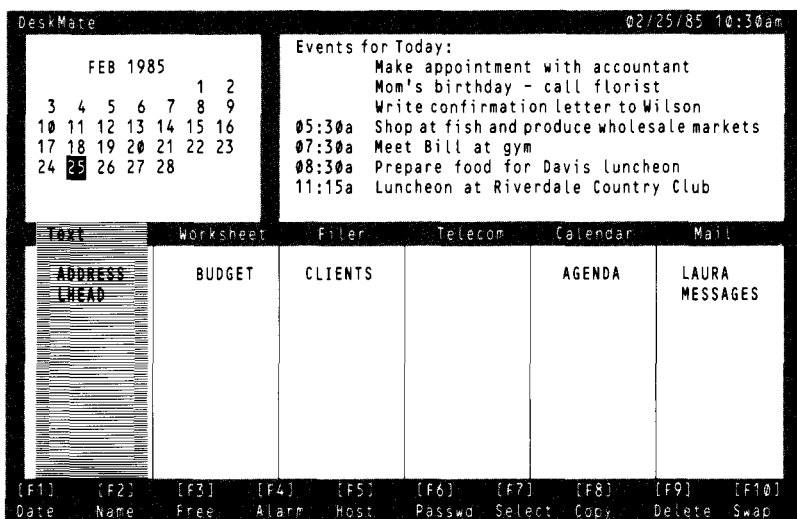 DeskMate 02/25/85 10:30am
FEB 1985
1 2
3 4 5 6 7 8 9
10 11 12 13 14 15 16
17 18 19 20 21 22 23
24 25 26 27 28
Events for Today:
Make appointment with accountant
Mom's birthday - call florist
Write confirmation letter to Wilson
05:30a Shop at fish and produce wholesale markets
07:30a Meet Bill at gym
08:30a Prepare food for Davis luncheon
11:15a Luncheon at Riverdale Country Club
Text Worksheet Filer Telecom Calendar Mail
ADDRESS BUDGET CLIENTS AGENDA LAURA
LHEAD MESSAGES
[F1] [F2] [F3] [F4] [F5] [F6] [F7] [F8] [F9] [F10]
Date Name Free Alarm Host Passwd Select Copy Delete Swap